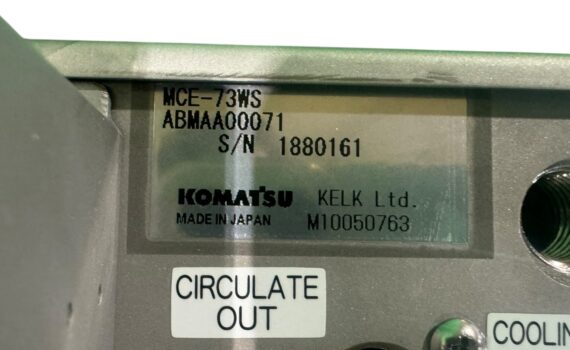 MCE-73WS
ABMAA00071
S/N 1880161
KOMATSU KELK Ltd.
MADE IN JAPAN M10050763
CIRCULATE
OUT
COOLIN